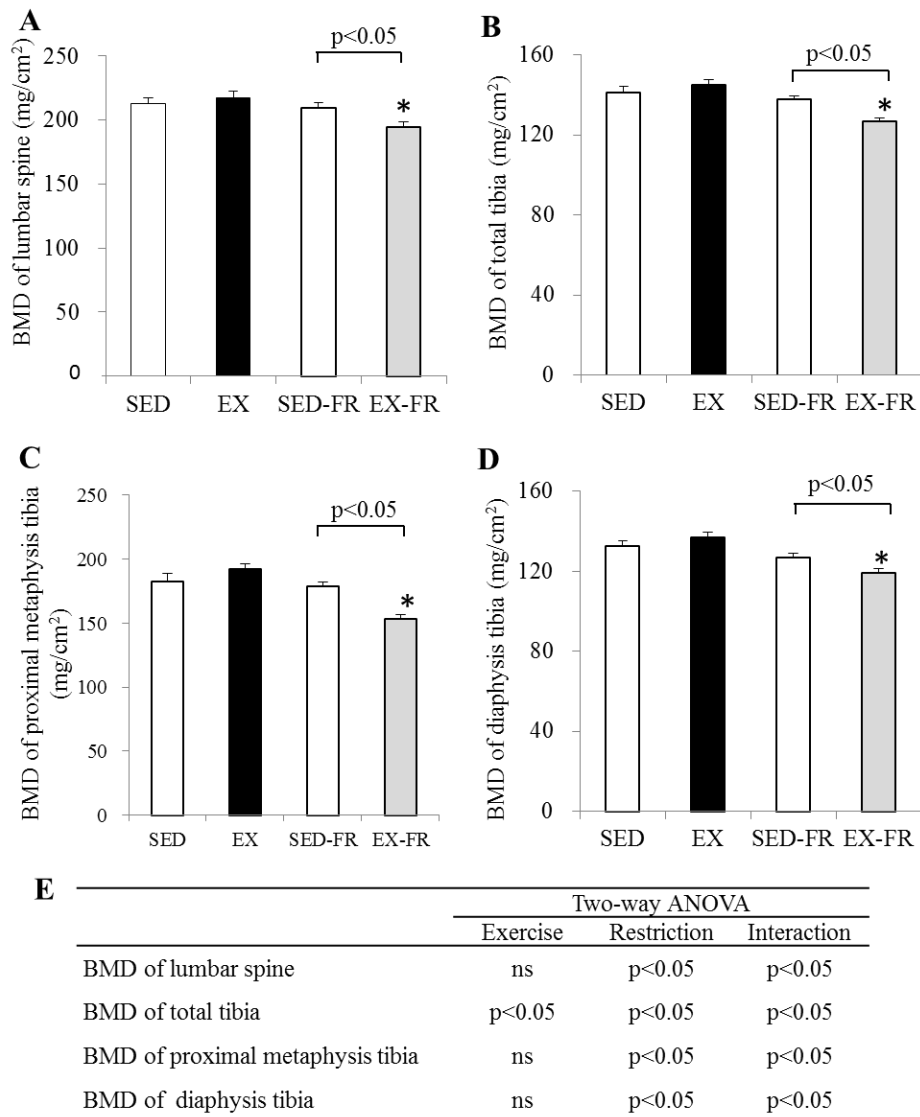 A
p<0.05
BMD of lumbar spine (mg/cm²)
250
200
150
100
50
0
*
SED EX SED-FR EX-FR
B
p<0.05
BMD of total tibia (mg/cm²)
160
120
80
40
0
*
SED EX SED-FR EX-FR
C
p<0.05
BMD of proximal metaphysis tibia
(mg/cm²)
250
200
150
100
50
0
*
SED EX SED-FR EX-FR
D
p<0.05
BMD of diaphysis tibia (mg/cm²)
160
120
80
40
0
*
SED EX SED-FR EX-FR
E
Two-way ANOVA
Exercise Restriction Interaction
BMD of lumbar spine ns p<0.05 p<0.05
BMD of total tibia p<0.05 p<0.05 p<0.05
BMD of proximal metaphysis tibia ns p<0.05 p<0.05
BMD of diaphysis tibia ns p<0.05 p<0.05